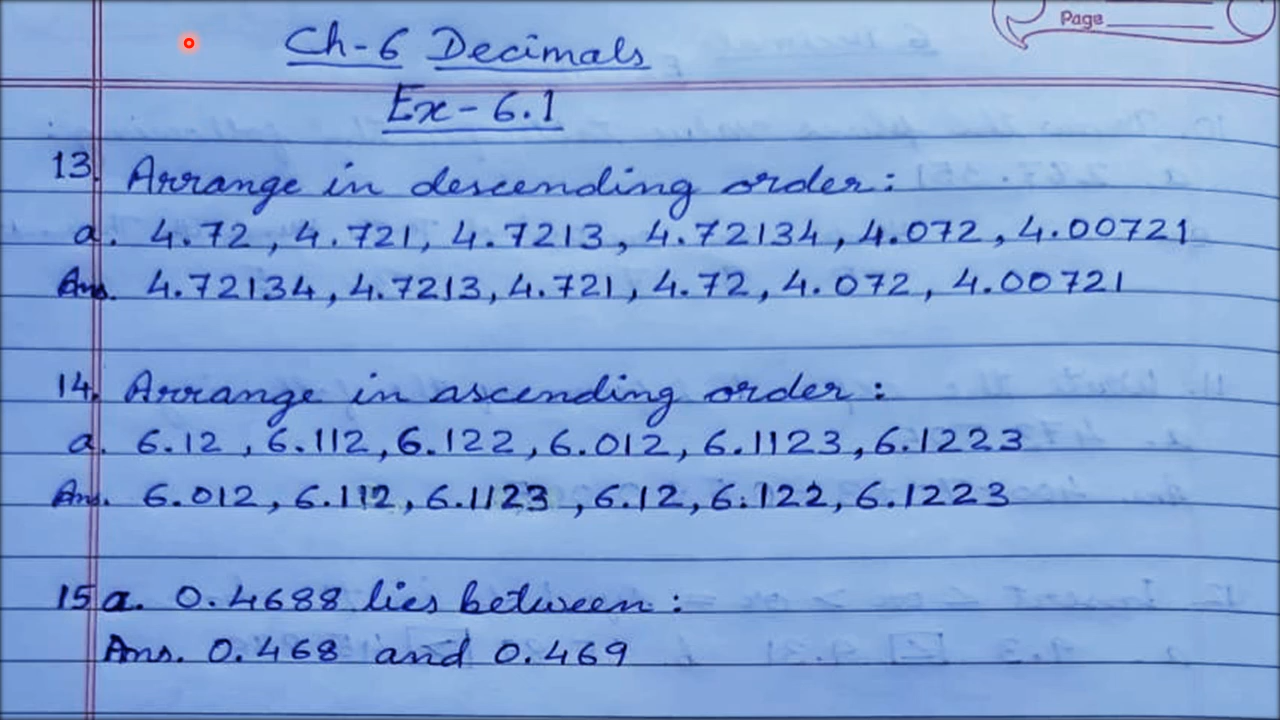 Page
Ch-6 Decimals
Ex-6.1
13. Arrange in descending order:
a. 4.72, 4.721, 4.7213, 4.72134, 4.072, 4.00721
Ans. 4.72134, 4.7213, 4.721, 4.72, 4.072, 4.00721
14. Arrange in ascending order:
a. 6.12, 6.112, 6.122, 6.012, 6.1123, 6.1223
Ans. 6.012, 6.112, 6.1123, 6.12, 6.122, 6.1223
15 a. 0.4688 lies between:
Ans. 0.468 and 0.469